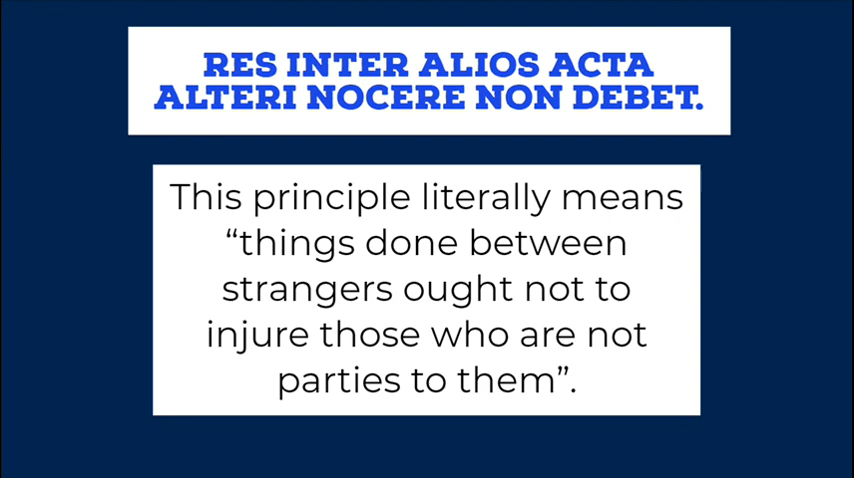 RES INTER ALIOS ACTA
ALTERI NOCERE NON DEBET.
This principle literally means
“things done between
strangers ought not to
injure those who are not
parties to them”.